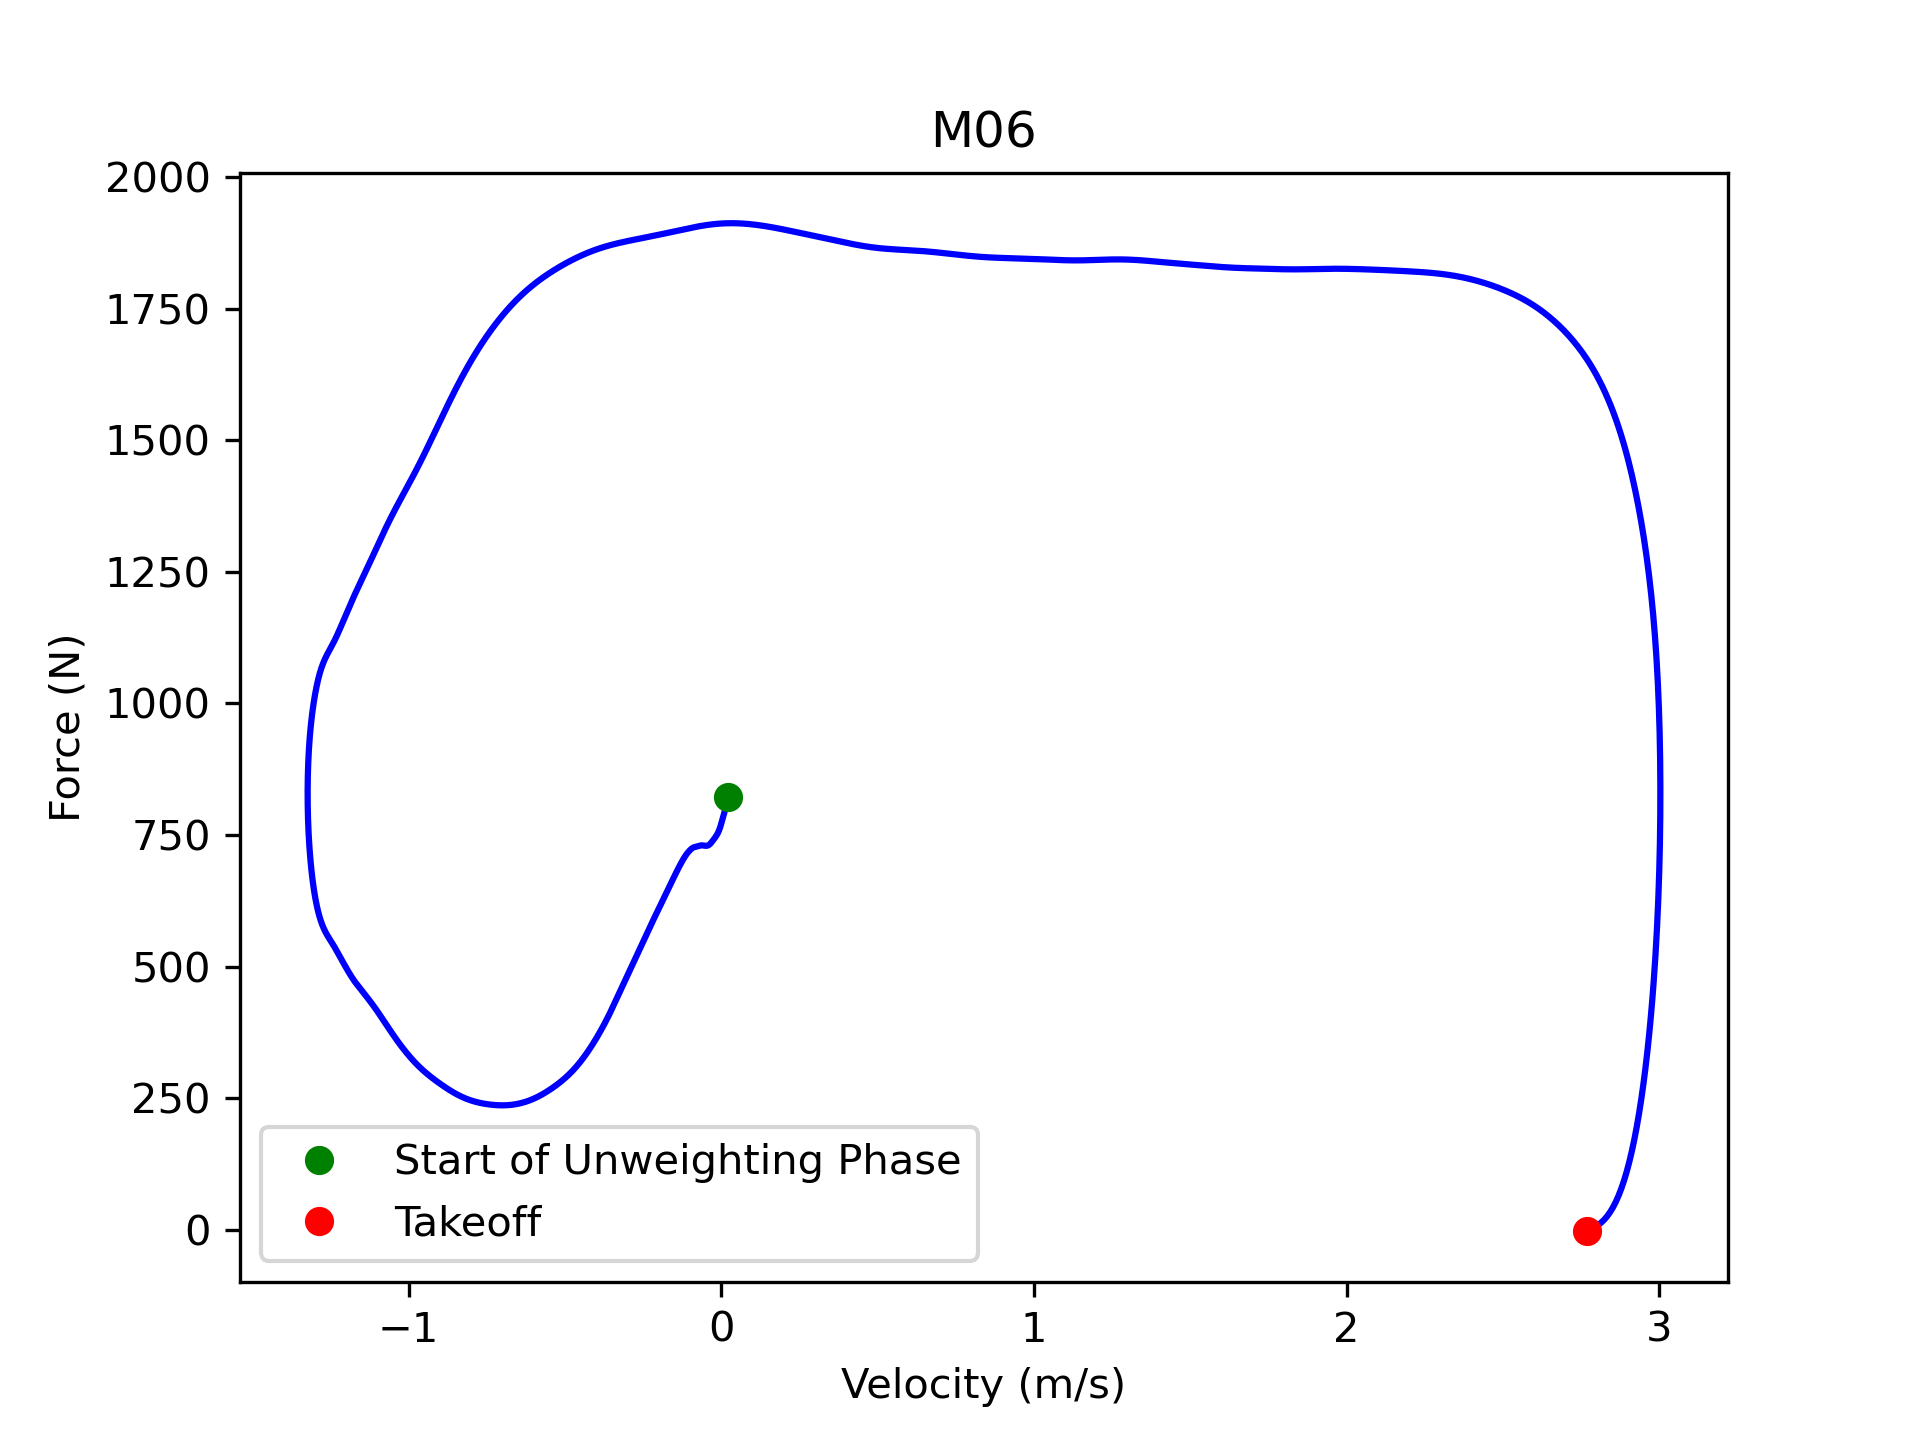 M06
2000
1750
1500
1250
1000
750
500
250
0
Force (N)
Start of Unweighting Phase
Takeoff
−1 0 1 2 3
Velocity (m/s)